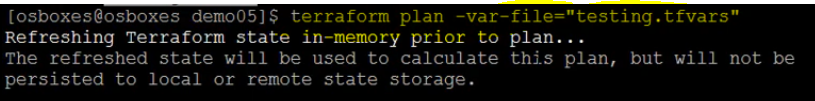 [osboxes@osboxes demo05]$ terraform plan -var-file="testing.tfvars"
Refreshing Terraform state in-memory prior to plan...
The refreshed state will be used to calculate this plan, but will not be
persisted to local or remote state storage.